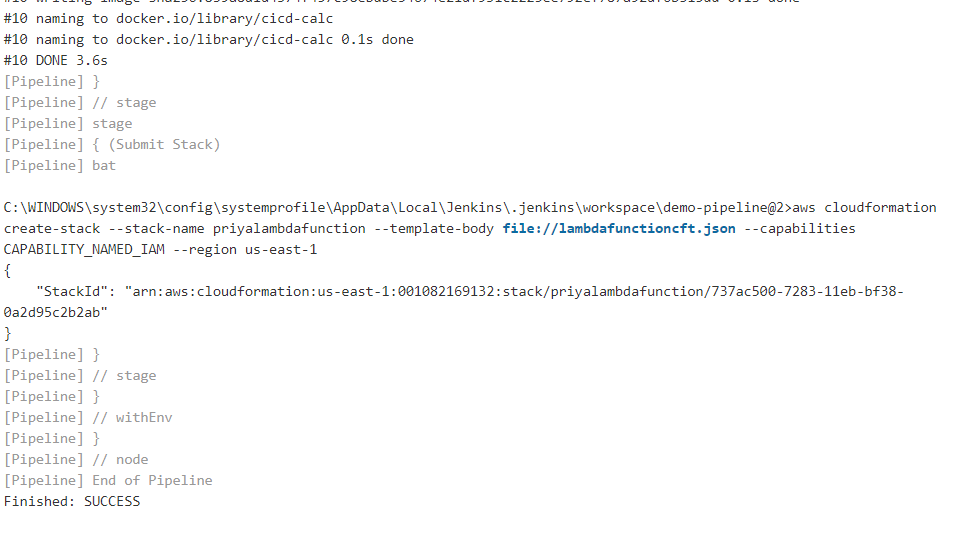 #10 naming to docker.io/library/cicd-calc
#10 naming to docker.io/library/cicd-calc 0.1s done
#10 DONE 3.6s
[Pipeline] }
[Pipeline] // stage
[Pipeline] stage
[Pipeline] { (Submit Stack)
[Pipeline] bat
C:\WINDOWS\system32\config\systemprofile\AppData\Local\Jenkins\.jenkins\workspace\demo-pipeline@2>aws cloudformation
create-stack --stack-name priyalambdafunction --template-body file://lambdafunctioncft.json --capabilities
CAPABILITY_NAMED_IAM --region us-east-1
{
    "StackId": "arn:aws:cloudformation:us-east-1:001082169132:stack/priyalambdafunction/737ac500-7283-11eb-bf38-
0a2d95c2b2ab"
}
[Pipeline] }
[Pipeline] // stage
[Pipeline] }
[Pipeline] // withEnv
[Pipeline] }
[Pipeline] // node
[Pipeline] End of Pipeline
Finished: SUCCESS